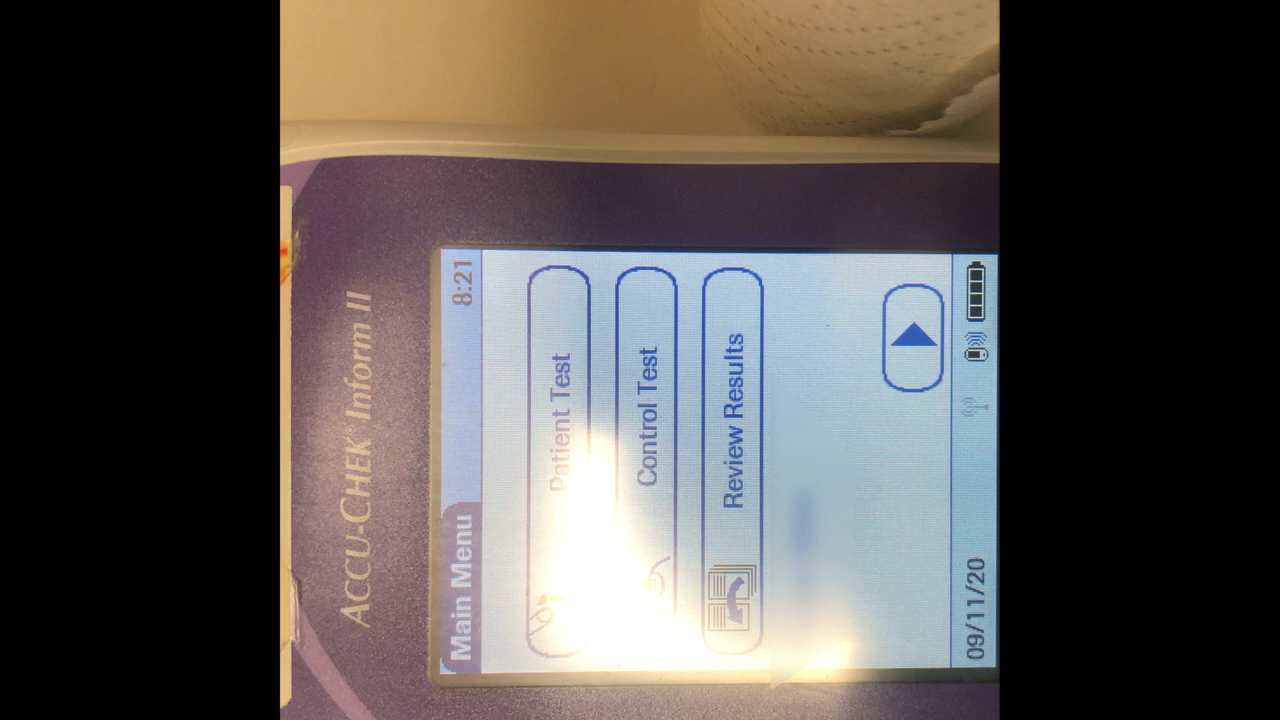 ACCU-CHEK Inform II
Main Menu 8:21
Patient Test
Control Test
Review Results
09/11/20